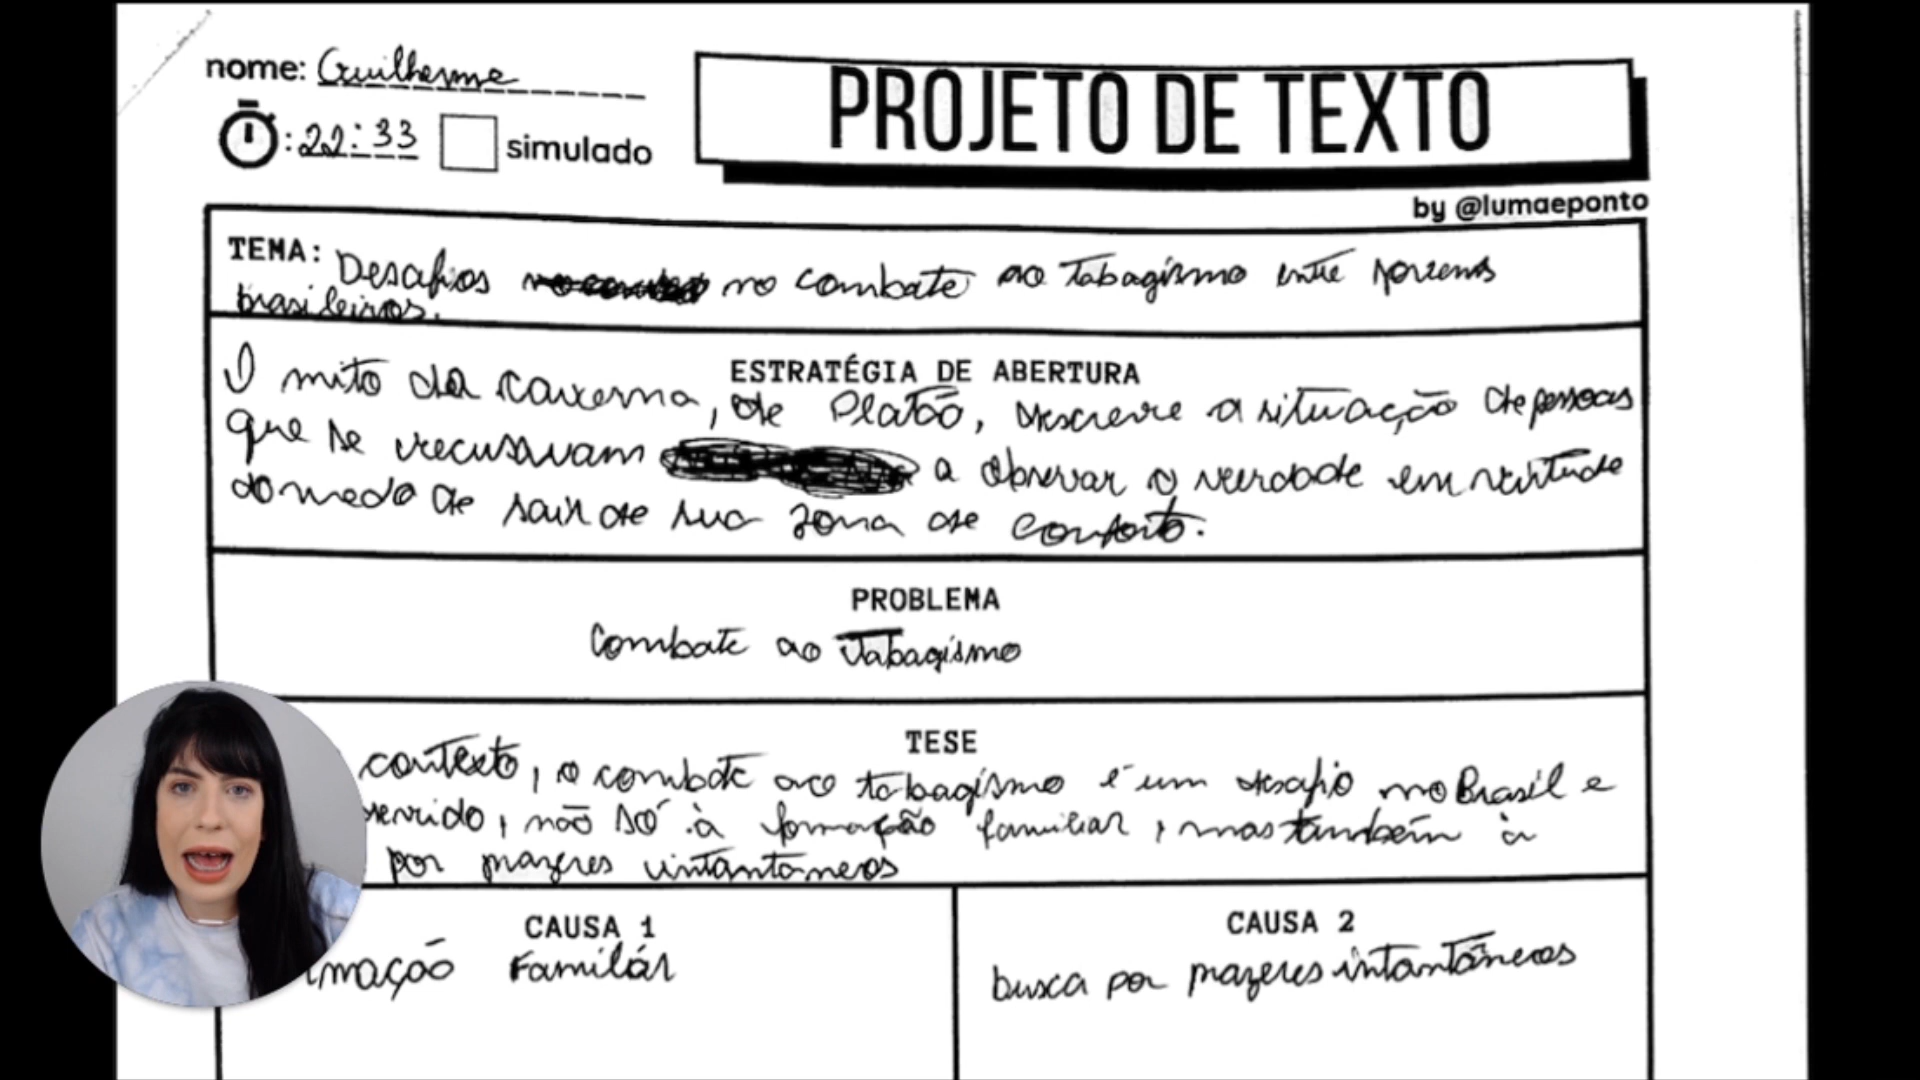 nome: Guilherme
: 22:33 simulado
PROJETO DE TEXTO
by @lumaeponto
TEMA: Desafios no combate ao tabagismo entre jovens
brasileiros.
ESTRATÉGIA DE ABERTURA
O mito da caverna, de Platão, descreve a situação de pessoas
que se recusavam a observar a verdade em virtude
do medo de sair de sua zona de conforto.
PROBLEMA
Combate ao Tabagismo
TESE
contexto, o combate ao tabagismo é um desafio no Brasil e
não só à formação familiar, mas também à
por prazeres intantâneos
CAUSA 1
mação Familiar
CAUSA 2
busca por prazeres intantâneos